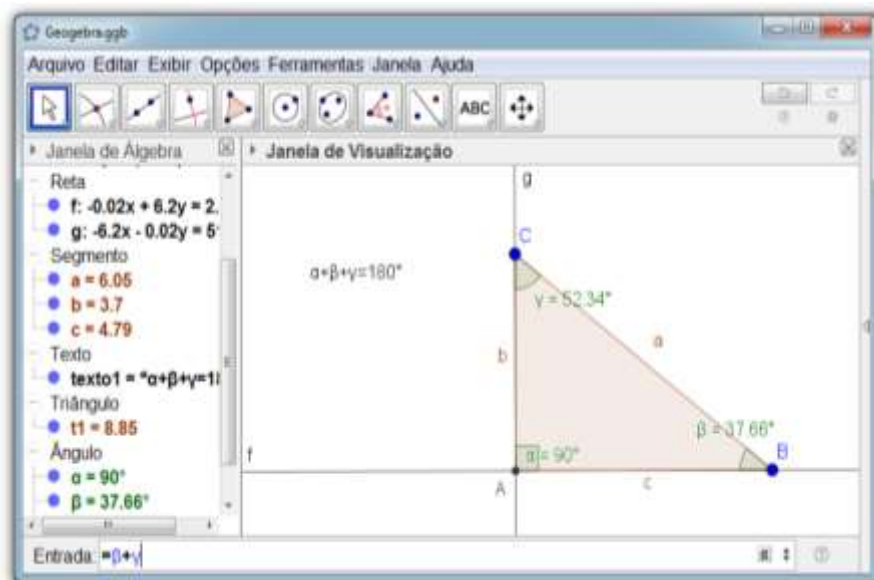 Geogebra.ggb
Arquivo Editar Exibir Opções Ferramentas Janela Ajuda
ABC
Janela de Álgebra
Janela de Visualização
Reta
f: -0.02x + 6.2y = 2.
g: -6.2x - 0.02y = 5
Segmento
a = 6.05
b = 3.7
c = 4.79
Texto
texto1 = "α+β+γ=18
Triângulo
t1 = 8.85
Ângulo
α = 90°
β = 37.66°
g
C
α+β+γ=180°
γ = 52.34°
b
a
β = 37.66°
f
α = 90°
B
A
c
Entrada: =β+γ